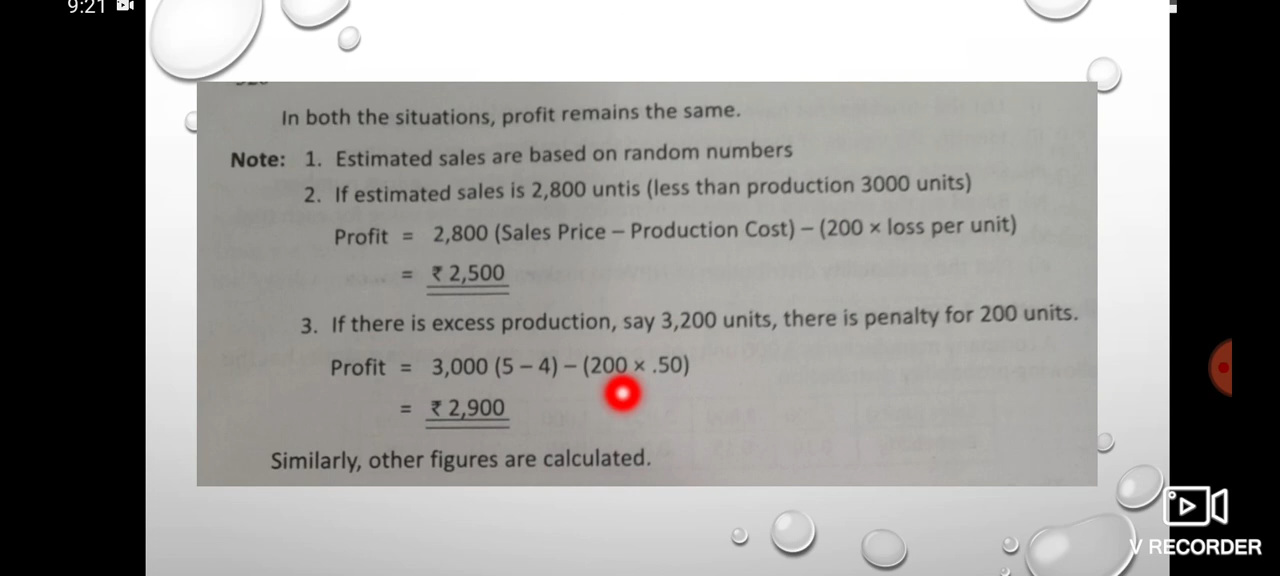 9:21
In both the situations, profit remains the same.
Note: 1. Estimated sales are based on random numbers
2. If estimated sales is 2,800 untis (less than production 3000 units)
Profit = 2,800 (Sales Price – Production Cost) – (200 × loss per unit)
= ₹ 2,500
3. If there is excess production, say 3,200 units, there is penalty for 200 units.
Profit = 3,000 (5 – 4) – (200 × .50)
= ₹ 2,900
Similarly, other figures are calculated.
V RECORDER